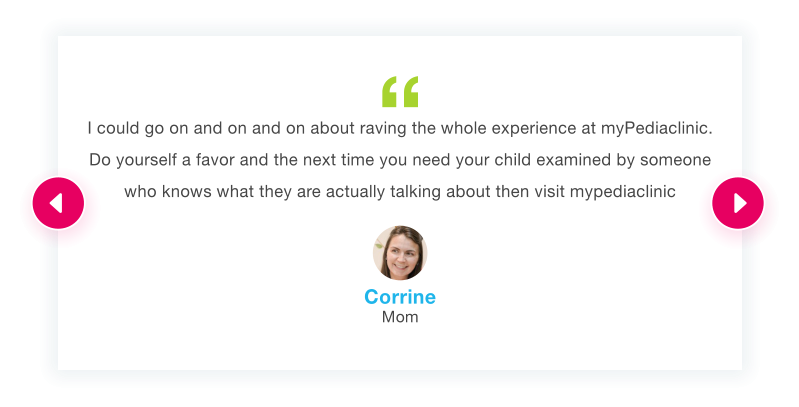 “
I could go on and on and on about raving the whole experience at myPediaclinic.
Do yourself a favor and the next time you need your child examined by someone
who knows what they are actually talking about then visit mypediaclinic
Corrine
Mom